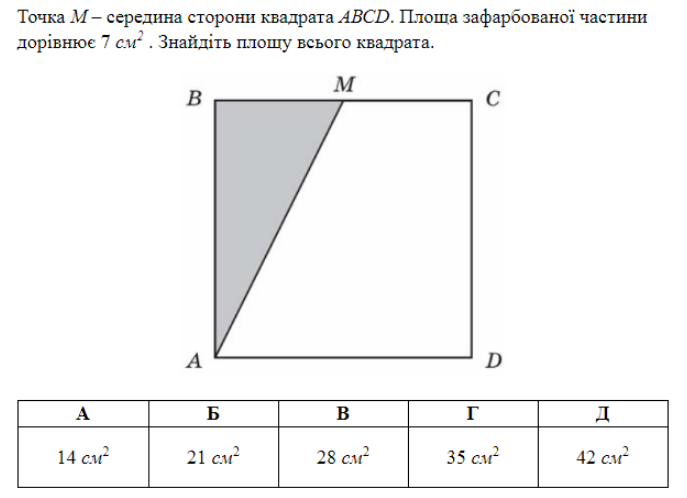 Точка M – середина сторони квадрата ABCD. Площа зафарбованої частини
дорівнює 7 см² . Знайдіть площу всього квадрата.
M
B C
A D
А Б В Г Д
14 см² 21 см² 28 см² 35 см² 42 см²